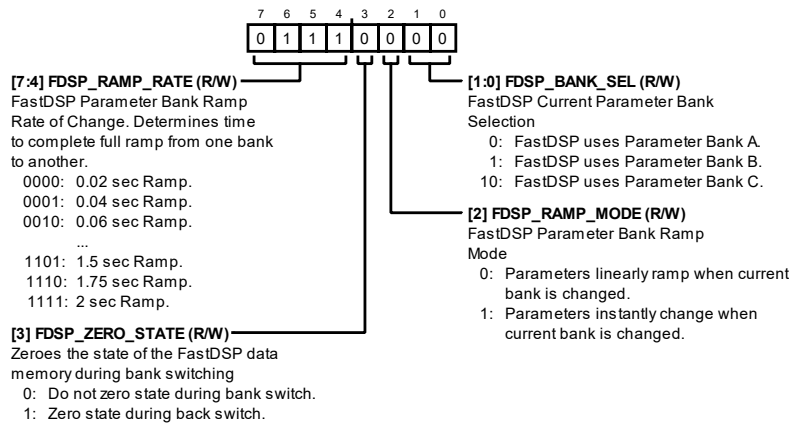 7 6 5 4 3 2 1 0
0 1 1 1 0 0 0 0
[7:4] FDSP_RAMP_RATE (R/W)
FastDSP Parameter Bank Ramp
Rate of Change. Determines time
to complete full ramp from one bank
to another.
0000: 0.02 sec Ramp.
0001: 0.04 sec Ramp.
0010: 0.06 sec Ramp.
...
1101: 1.5 sec Ramp.
1110: 1.75 sec Ramp.
1111: 2 sec Ramp.
[3] FDSP_ZERO_STATE (R/W)
Zeroes the state of the FastDSP data
memory during bank switching
0: Do not zero state during bank switch.
1: Zero state during back switch.
[1:0] FDSP_BANK_SEL (R/W)
FastDSP Current Parameter Bank
Selection
0: FastDSP uses Parameter Bank A.
1: FastDSP uses Parameter Bank B.
10: FastDSP uses Parameter Bank C.
[2] FDSP_RAMP_MODE (R/W)
FastDSP Parameter Bank Ramp
Mode
0: Parameters linearly ramp when current
bank is changed.
1: Parameters instantly change when
current bank is changed.